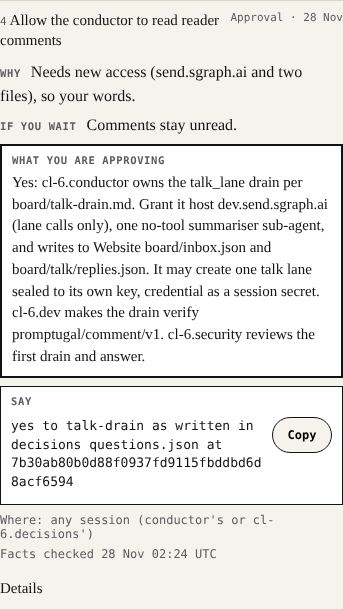 4 Allow the conductor to read reader comments
Approval · 28 Nov
WHY Needs new access (send.sgraph.ai and two
files), so your words.
IF YOU WAIT Comments stay unread.
WHAT YOU ARE APPROVING
Yes: cl-6.conductor owns the talk_lane drain per
board/talk-drain.md. Grant it host dev.send.sgraph.ai
(lane calls only), one no-tool summariser sub-agent,
and writes to Website board/inbox.json and
board/talk/replies.json. It may create one talk lane
sealed to its own key, credential as a session secret.
cl-6.dev makes the drain verify
promptugal/comment/v1. cl-6.security reviews the
first drain and answer.
SAY
yes to talk-drain as written in
decisions questions.json at
7b30ab80b0d88f0937fd9115fbddbd6d
8acf6594
Copy
Where: any session (conductor's or cl-
6.decisions')
Facts checked 28 Nov 02:24 UTC
Details